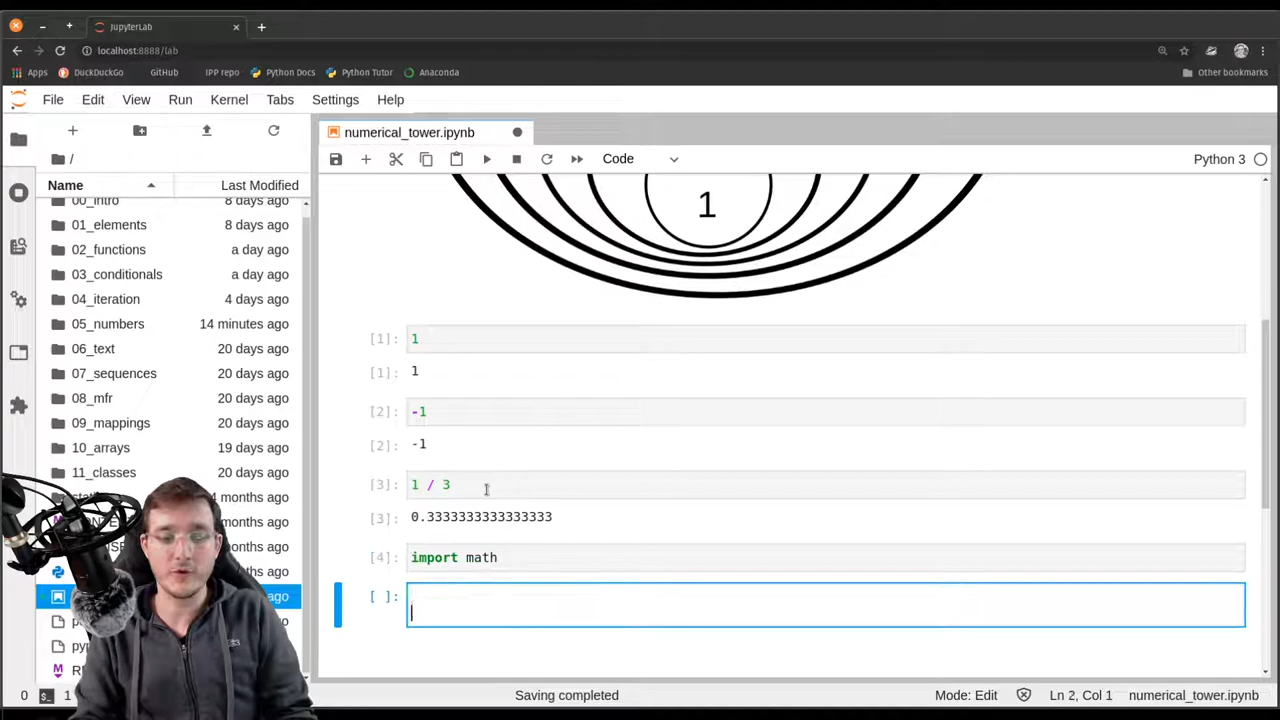 JupyterLab
localhost:8888/lab
Apps DuckDuckGo GitHub IPP repo Python Docs Python Tutor Anaconda Other bookmarks
File Edit View Run Kernel Tabs Settings Help
numerical_tower.ipynb
/
Code Python 3
Name Last Modified
00_intro 8 days ago
01_elements 8 days ago
02_functions a day ago
03_conditionals a day ago
04_iteration 4 days ago
05_numbers 14 minutes ago
06_text 20 days ago
07_sequences 20 days ago
08_mfr 20 days ago
09_mappings 20 days ago
10_arrays 19 days ago
11_classes 20 days ago
months ago
months ago
months ago
ago
ago
ago
ago
1
[1]: 1
[1]: 1
[2]: -1
[2]: -1
[3]: 1 / 3
[3]: 0.3333333333333333
[4]: import math
[ ]:
0 1 Saving completed Mode: Edit Ln 2, Col 1 numerical_tower.ipynb